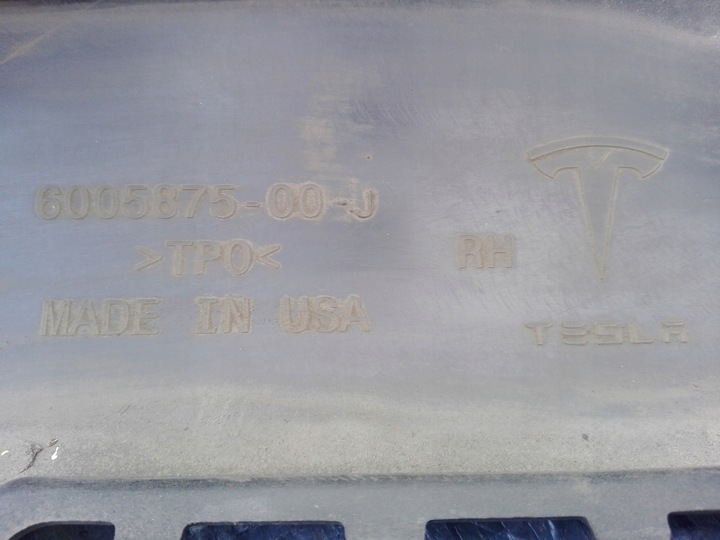 6005875-00-J
>TPO<
RH
MADE IN USA
TESLA